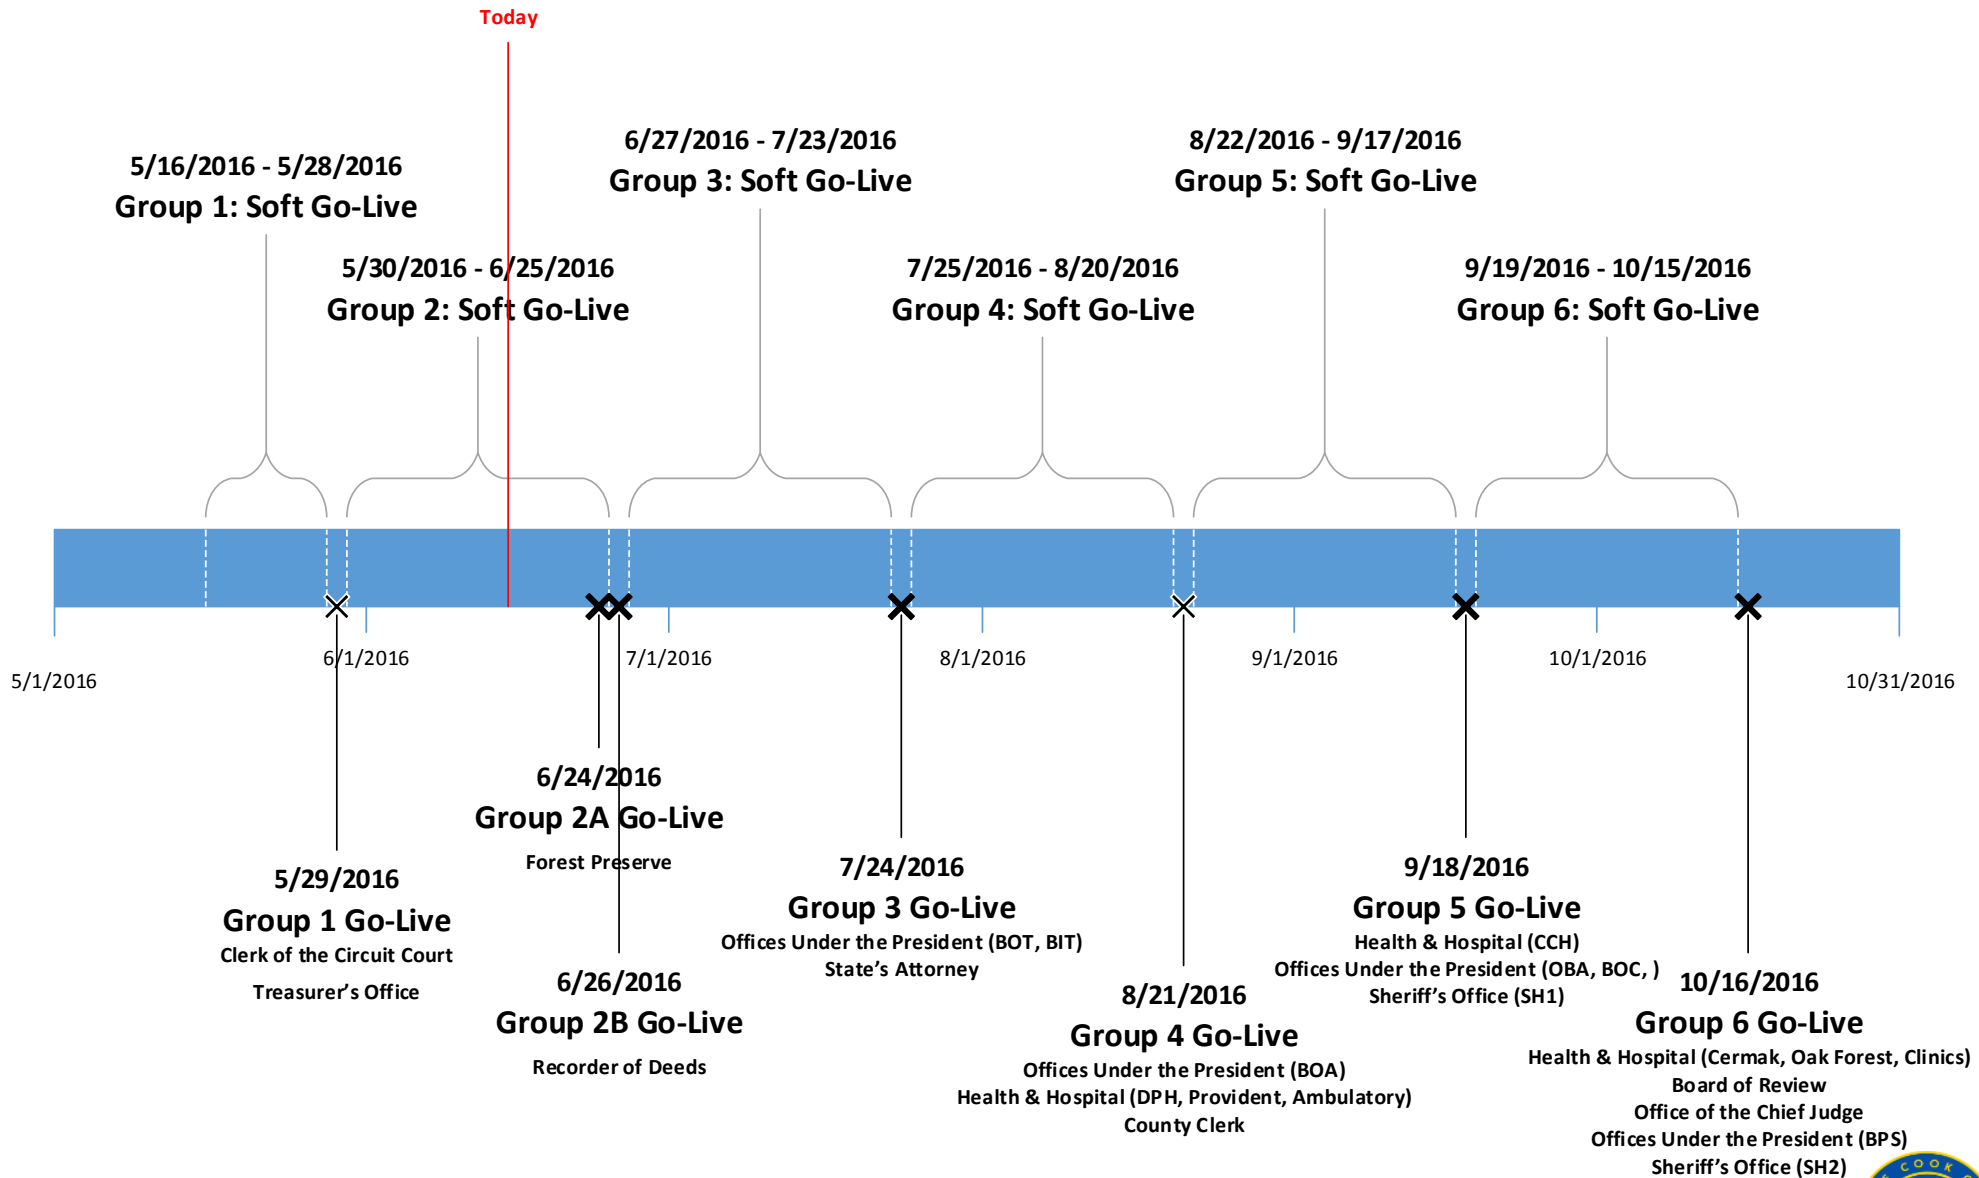 Today
5/16/2016 - 5/28/2016
Group 1: Soft Go-Live
5/30/2016 - 6/25/2016
Group 2: Soft Go-Live
6/27/2016 - 7/23/2016
Group 3: Soft Go-Live
7/25/2016 - 8/20/2016
Group 4: Soft Go-Live
8/22/2016 - 9/17/2016
Group 5: Soft Go-Live
9/19/2016 - 10/15/2016
Group 6: Soft Go-Live
5/1/2016
6/1/2016
7/1/2016
8/1/2016
9/1/2016
10/1/2016
10/31/2016
5/29/2016
Group 1 Go-Live
Clerk of the Circuit Court
Treasurer's Office
6/24/2016
Group 2A Go-Live
Forest Preserve
6/26/2016
Group 2B Go-Live
Recorder of Deeds
7/24/2016
Group 3 Go-Live
Offices Under the President (BOT, BIT)
State's Attorney
8/21/2016
Group 4 Go-Live
Offices Under the President (BOA)
Health & Hospital (DPH, Provident, Ambulatory)
County Clerk
9/18/2016
Group 5 Go-Live
Health & Hospital (CCH)
Offices Under the President (OBA, BOC, )
Sheriff's Office (SH1)
10/16/2016
Group 6 Go-Live
Health & Hospital (Cermak, Oak Forest, Clinics)
Board of Review
Office of the Chief Judge
Offices Under the President (BPS)
Sheriff's Office (SH2)
COOK